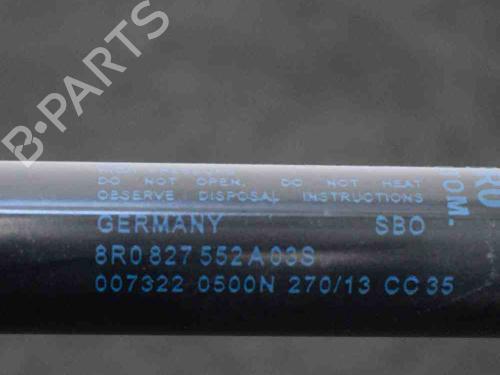 B-PARTS
DO NOT OPEN. DO NOT HEAT
OBSERVE DISPOSAL INSTRUCTIONS
GERMANY SBO
8R0 827 552 A 03S
007322 0500N 270/13 CC 35
TOM.